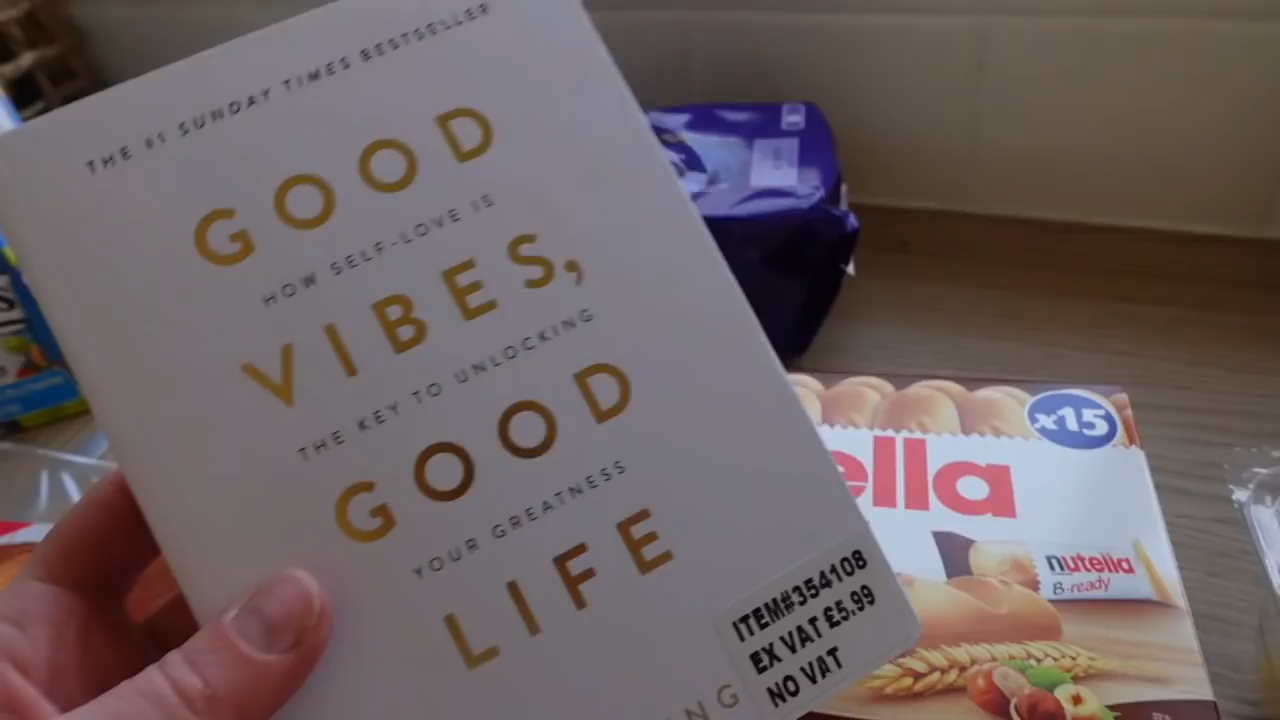 THE #1 SUNDAY TIMES BESTSELLER
GOOD
HOW SELF-LOVE IS
VIBES,
THE KEY TO UNLOCKING
GOOD
YOUR GREATNESS
LIFE
ITEM#354108
EX VAT £5.99
NO VAT
NG
x15
ella
nutella
B-ready
S